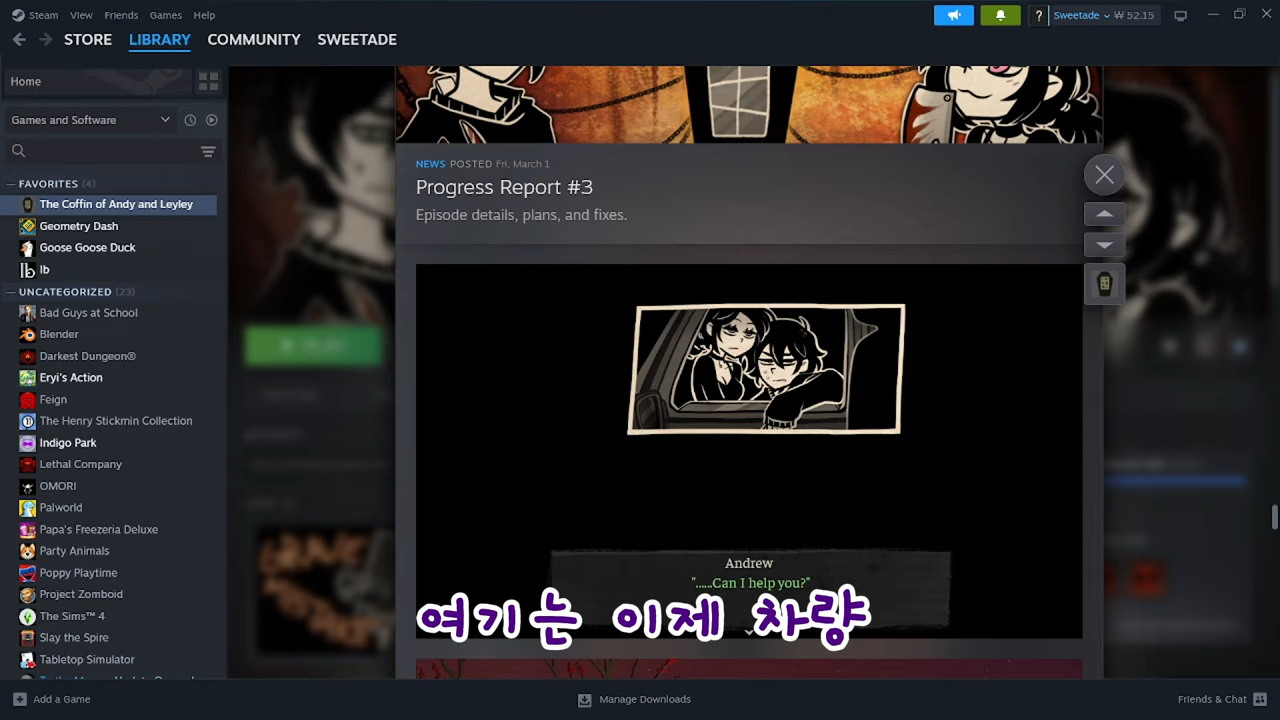 Steam View Friends Games Help
? Sweetade ₩ 52.15
STORE LIBRARY COMMUNITY SWEETADE
Home
Games and Software
FAVORITES (4)
The Coffin of Andy and Leyley
Geometry Dash
Goose Goose Duck
Ib
UNCATEGORIZED (23)
Bad Guys at School
Blender
Darkest Dungeon®
Eryi's Action
Feign
The Henry Stickmin Collection
Indigo Park
Lethal Company
OMORI
Palworld
Papa's Freezeria Deluxe
Party Animals
Poppy Playtime
Project Zomboid
The Sims™ 4
Slay the Spire
Tabletop Simulator
NEWS POSTED Fri, March 1
Progress Report #3
Episode details, plans, and fixes.
Andrew
"......Can I help you?"
여기는 이제 차량
Add a Game
Manage Downloads
Friends & Chat